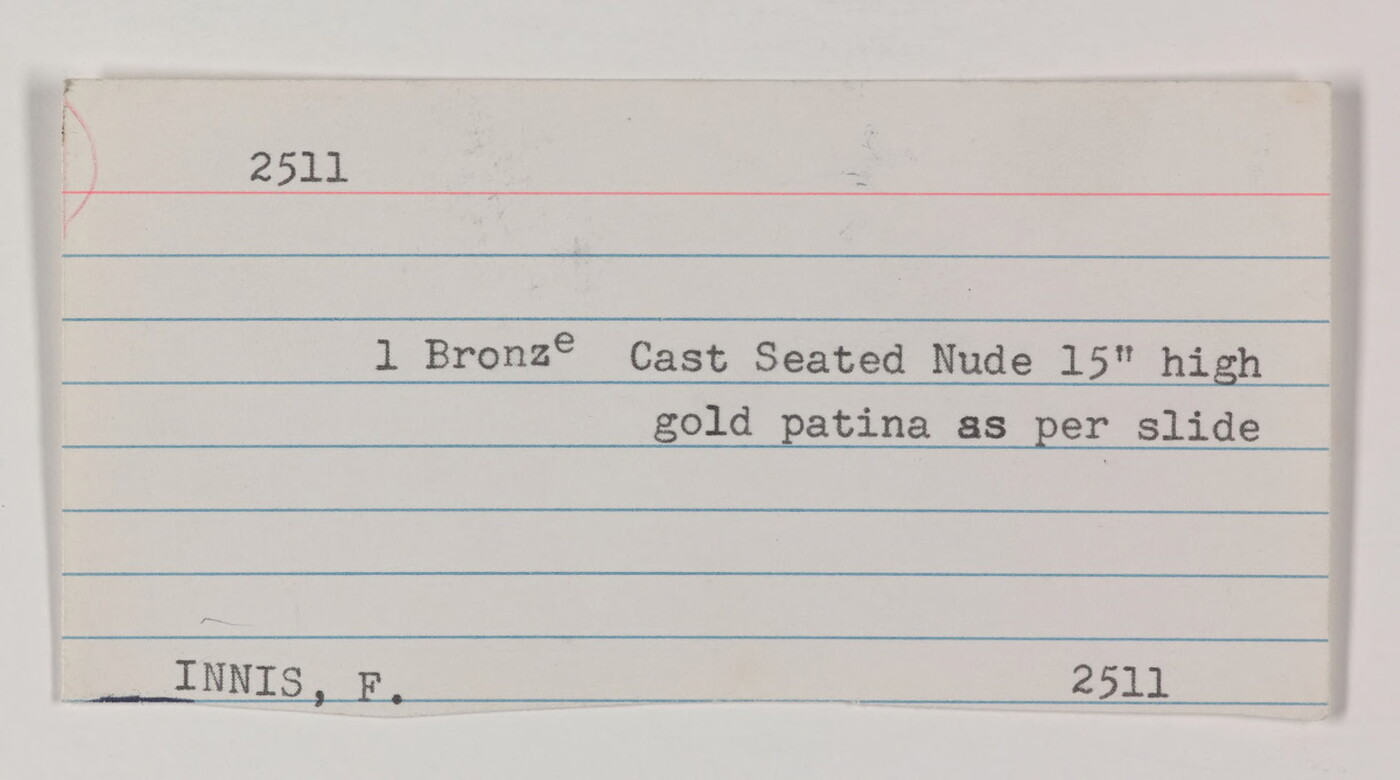 2511
1 Bronze Cast Seated Nude 15" high
gold patina as per slide
INNIS, F. 2511